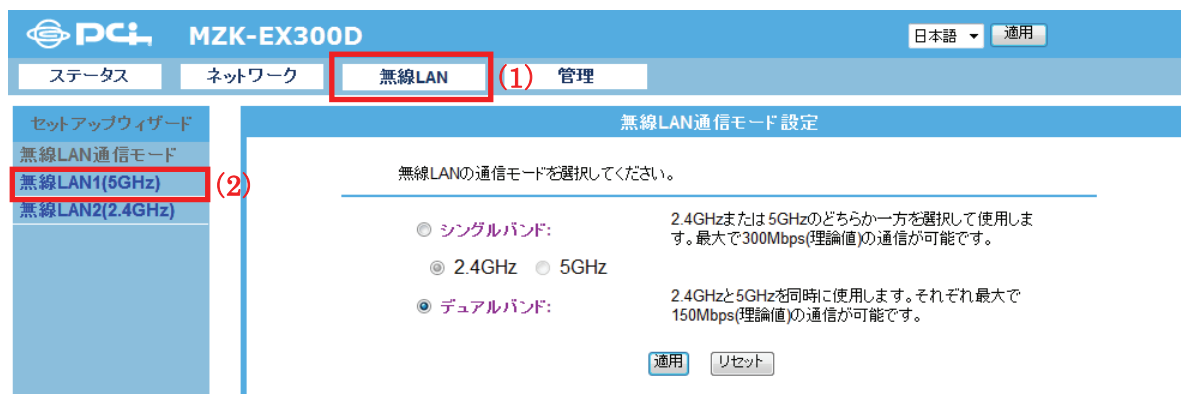 PCi MZK-EX300D 日本語 適用
ステータス ネットワーク 無線LAN (1) 管理
セットアップウィザード
無線LAN通信モード
無線LAN1(5GHz) (2)
無線LAN2(2.4GHz)
無線LAN通信モード設定
無線LANの通信モードを選択してください。
シングルバンド:
2.4GHzまたは5GHzのどちらか一方を選択して使用しま
す。最大で300Mbps(理論値)の通信が可能です。
2.4GHz 5GHz
デュアルバンド:
2.4GHzと5GHzを同時に使用します。それぞれ最大で
150Mbps(理論値)の通信が可能です。
適用 リセット